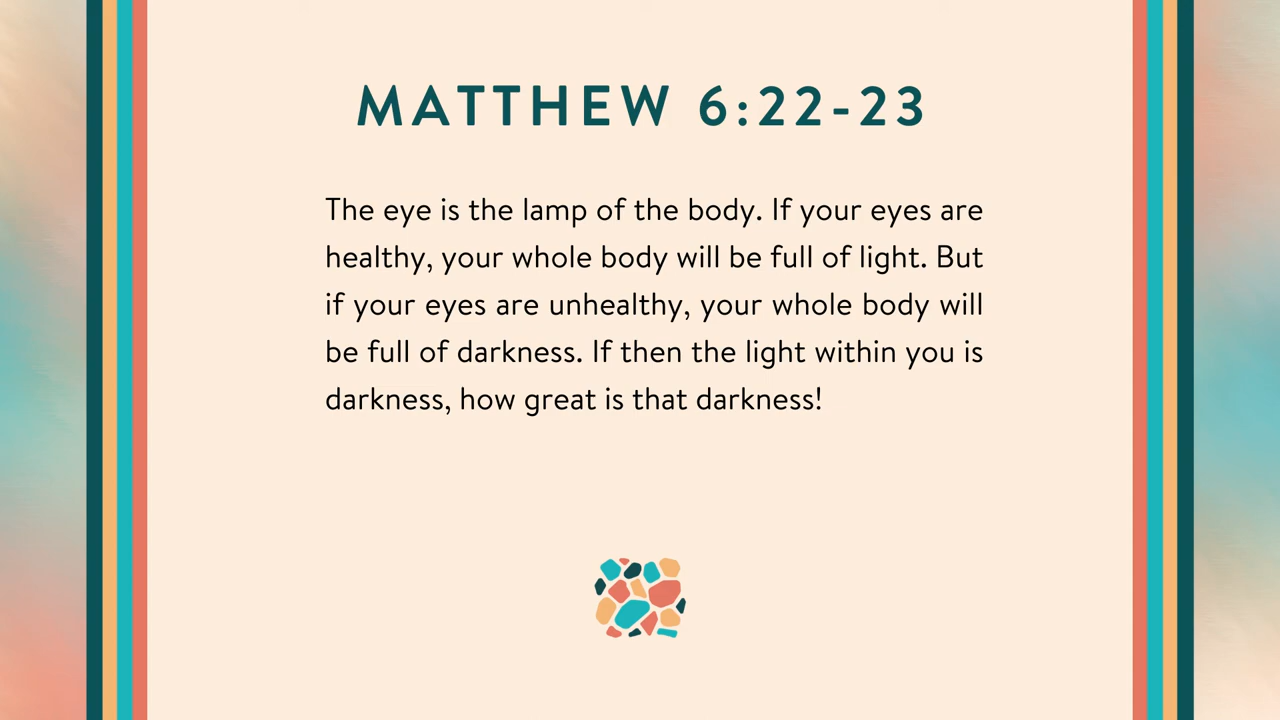 MATTHEW 6:22-23
The eye is the lamp of the body. If your eyes are
healthy, your whole body will be full of light. But
if your eyes are unhealthy, your whole body will
be full of darkness. If then the light within you is
darkness, how great is that darkness!